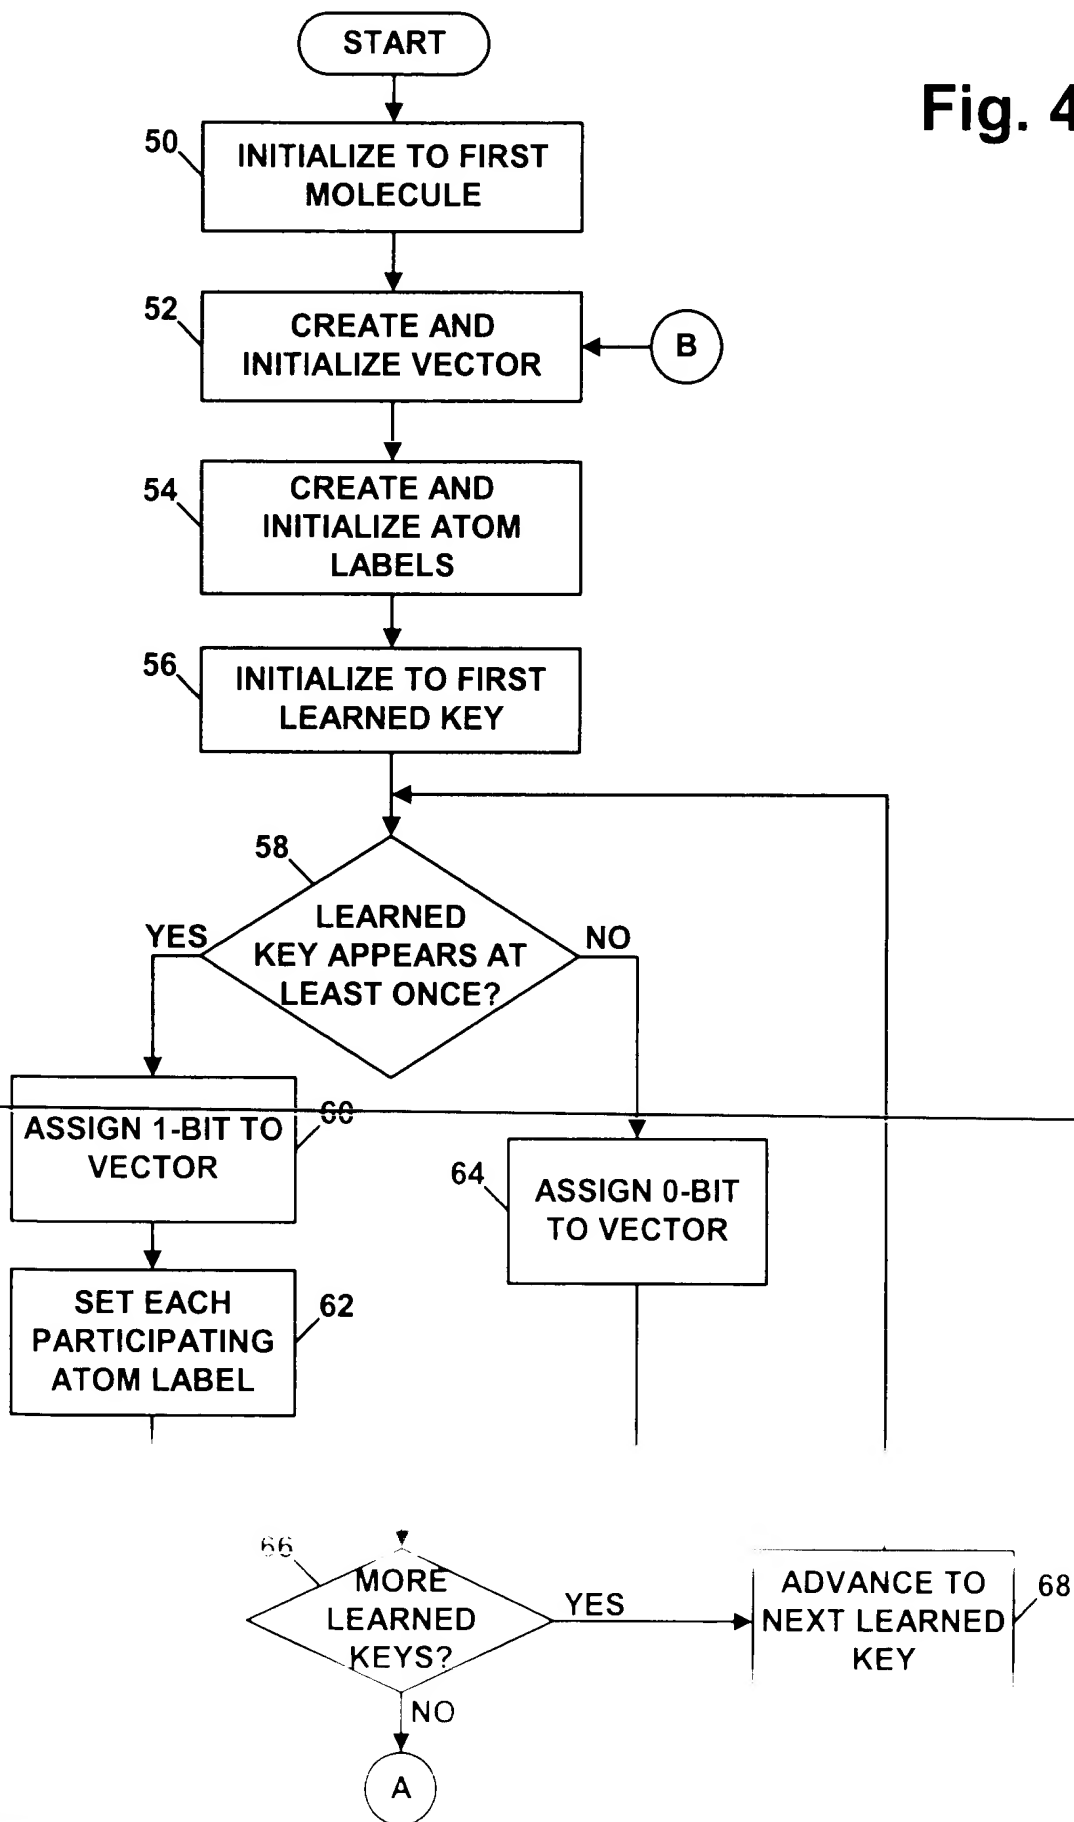 START
Fig. 4
50
INITIALIZE TO FIRST
MOLECULE
52
CREATE AND
INITIALIZE VECTOR
B
54
CREATE AND
INITIALIZE ATOM
LABELS
56
INITIALIZE TO FIRST
LEARNED KEY
58
LEARNED
KEY APPEARS AT
LEAST ONCE?
YES
NO
60
ASSIGN 1-BIT TO
VECTOR
64
ASSIGN 0-BIT
TO VECTOR
62
SET EACH
PARTICIPATING
ATOM LABEL
66
MORE
LEARNED
KEYS?
YES
ADVANCE TO
NEXT LEARNED
KEY
68
NO
A